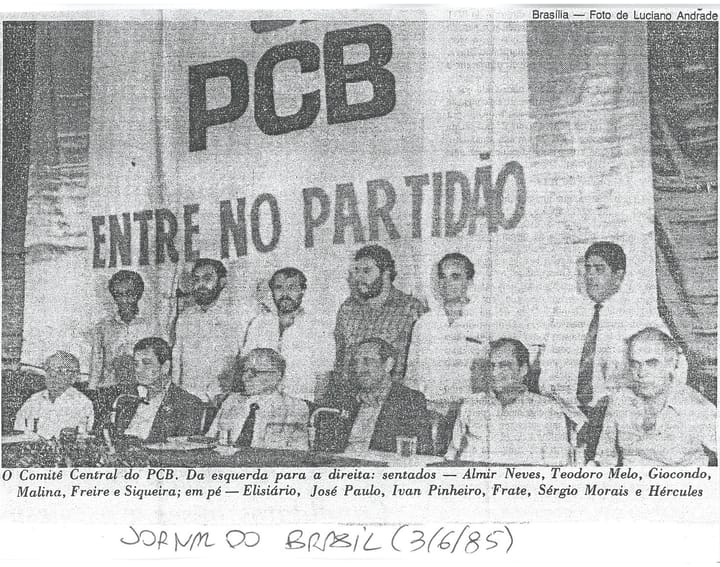 Brasília — Foto de Luciano Andrade
PCB
ENTRE NO PARTIDÃO
O Comitê Central do PCB. Da esquerda para a direita: sentados — Almir Neves, Teodoro Melo, Giocondo,
Malina, Freire e Siqueira; em pé — Elisiário, José Paulo, Ivan Pinheiro, Frate, Sérgio Morais e Hércules
JORNAL DO BRASIL (3/6/85)